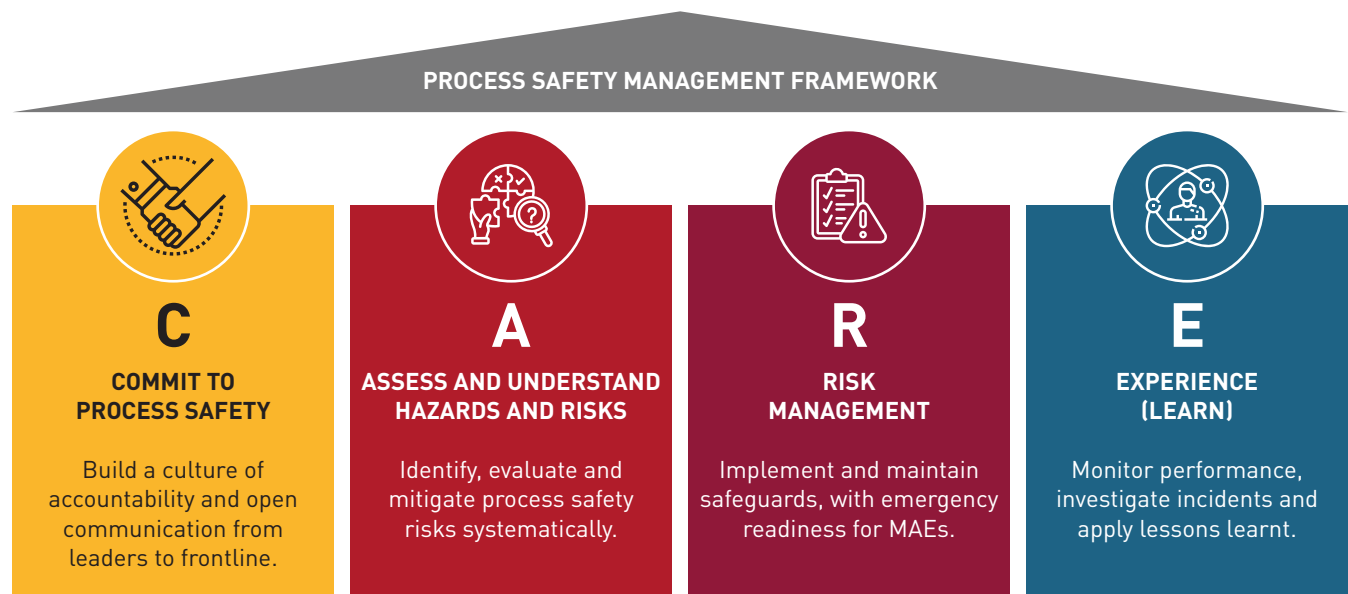 PROCESS SAFETY MANAGEMENT FRAMEWORK
C
COMMIT TO
PROCESS SAFETY
Build a culture of
accountability and open
communication from
leaders to frontline.
A
ASSESS AND UNDERSTAND
HAZARDS AND RISKS
Identify, evaluate and
mitigate process safety
risks systematically.
R
RISK
MANAGEMENT
Implement and maintain
safeguards, with emergency
readiness for MAEs.
E
EXPERIENCE
(LEARN)
Monitor performance,
investigate incidents and
apply lessons learnt.